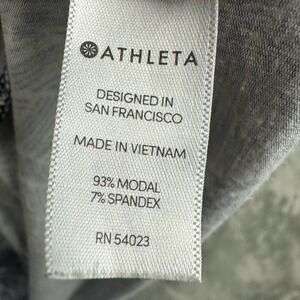 ATHLETA
DESIGNED IN
SAN FRANCISCO
MADE IN VIETNAM
93% MODAL
7% SPANDEX
RN 54023